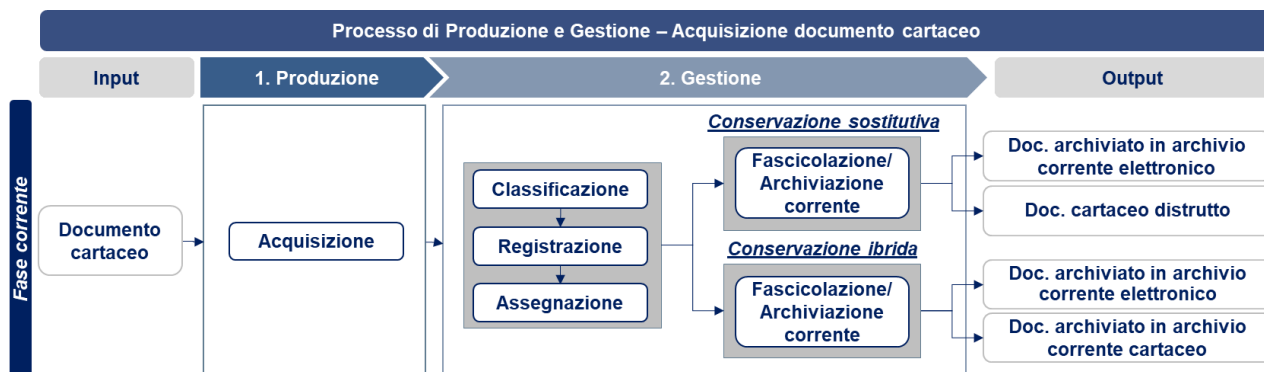 Processo di Produzione e Gestione – Acquisizione documento cartaceo
Input
1. Produzione
2. Gestione
Output
Fase corrente
Documento
cartaceo
Acquisizione
Classificazione
Registrazione
Assegnazione
Conservazione sostitutiva
Fascicolazione/
Archiviazione
corrente
Conservazione ibrida
Fascicolazione/
Archiviazione
corrente
Doc. archiviato in archivio
corrente elettronico
Doc. cartaceo distrutto
Doc. archiviato in archivio
corrente elettronico
Doc. archiviato in archivio
corrente cartaceo